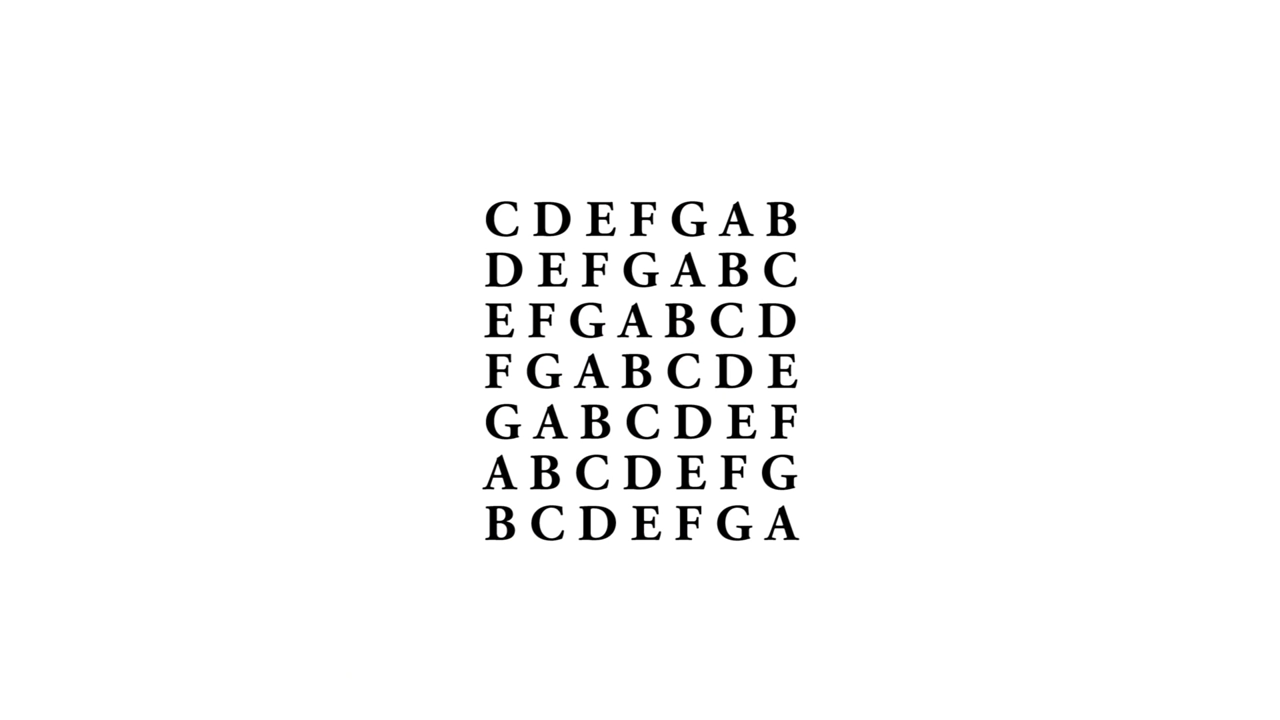 C D E F G A B
D E F G A B C
E F G A B C D
F G A B C D E
G A B C D E F
A B C D E F G
B C D E F G A